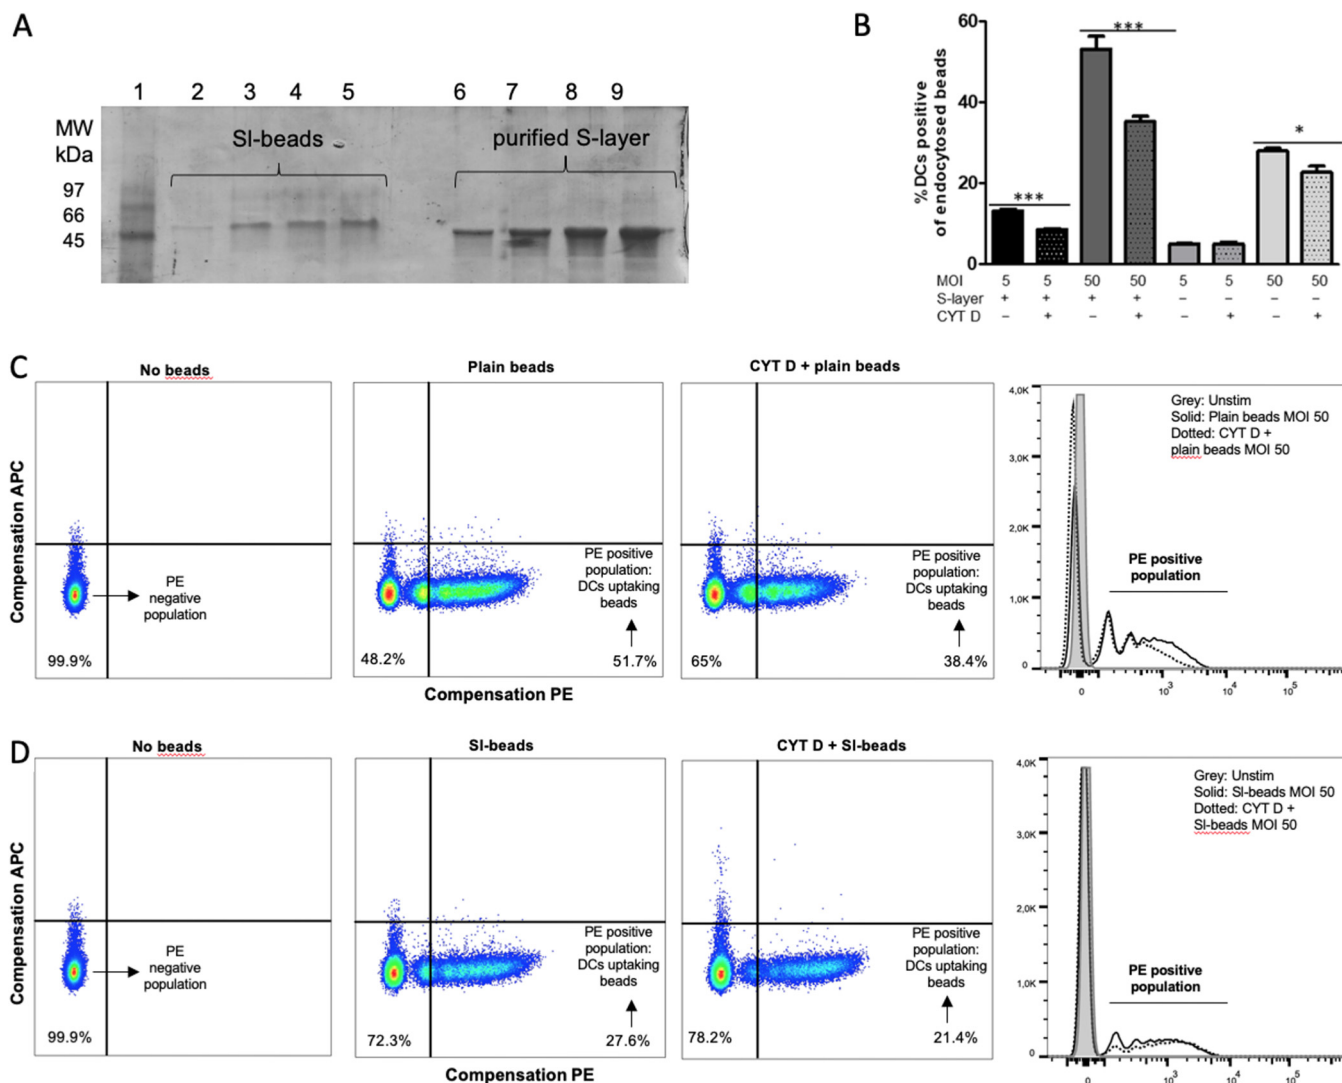 A
1 2 3 4 5 6 7 8 9
MW
kDa
97
66
45
Sl-beads
purified S-layer
B
%DCs positive
of endocytosed beads
60
40
20
0
***
***
*
MOI 5 5 50 50 5 5 50 50
S-layer + + + + – – – –
CYT D – + – + – + – +
C
No beads
Plain beads
CYT D + plain beads
Compensation APC
PE
negative
population
99.9%
PE positive
population:
DCs uptaking
beads
48.2%
51.7%
PE positive
population:
DCs uptaking
beads
65%
38.4%
Compensation PE
4,0K
3,0K
2,0K
1,0K
0
Grey: Unstim
Solid: Plain beads MOI 50
Dotted: CYT D +
plain beads MOI 50
PE positive
population
0 10³ 10⁴ 10⁵
D
No beads
Sl-beads
CYT D + Sl-beads
Compensation APC
PE
negative
population
99.9%
PE positive
population:
DCs uptaking
beads
72.3%
27.6%
PE positive
population:
DCs uptaking
beads
78.2%
21.4%
Compensation PE
4,0K
3,0K
2,0K
1,0K
0
Grey: Unstim
Solid: Sl-beads MOI 50
Dotted: CYT D +
Sl-beads MOI 50
PE positive
population
0 10³ 10⁴ 10⁵